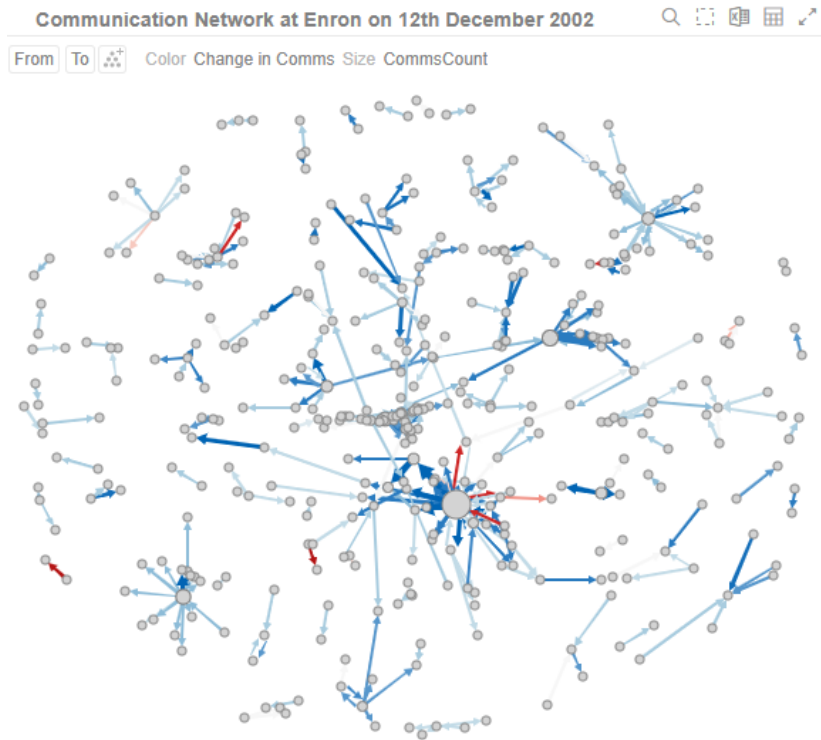 Communication Network at Enron on 12th December 2002
From To Color Change in Comms Size CommsCount